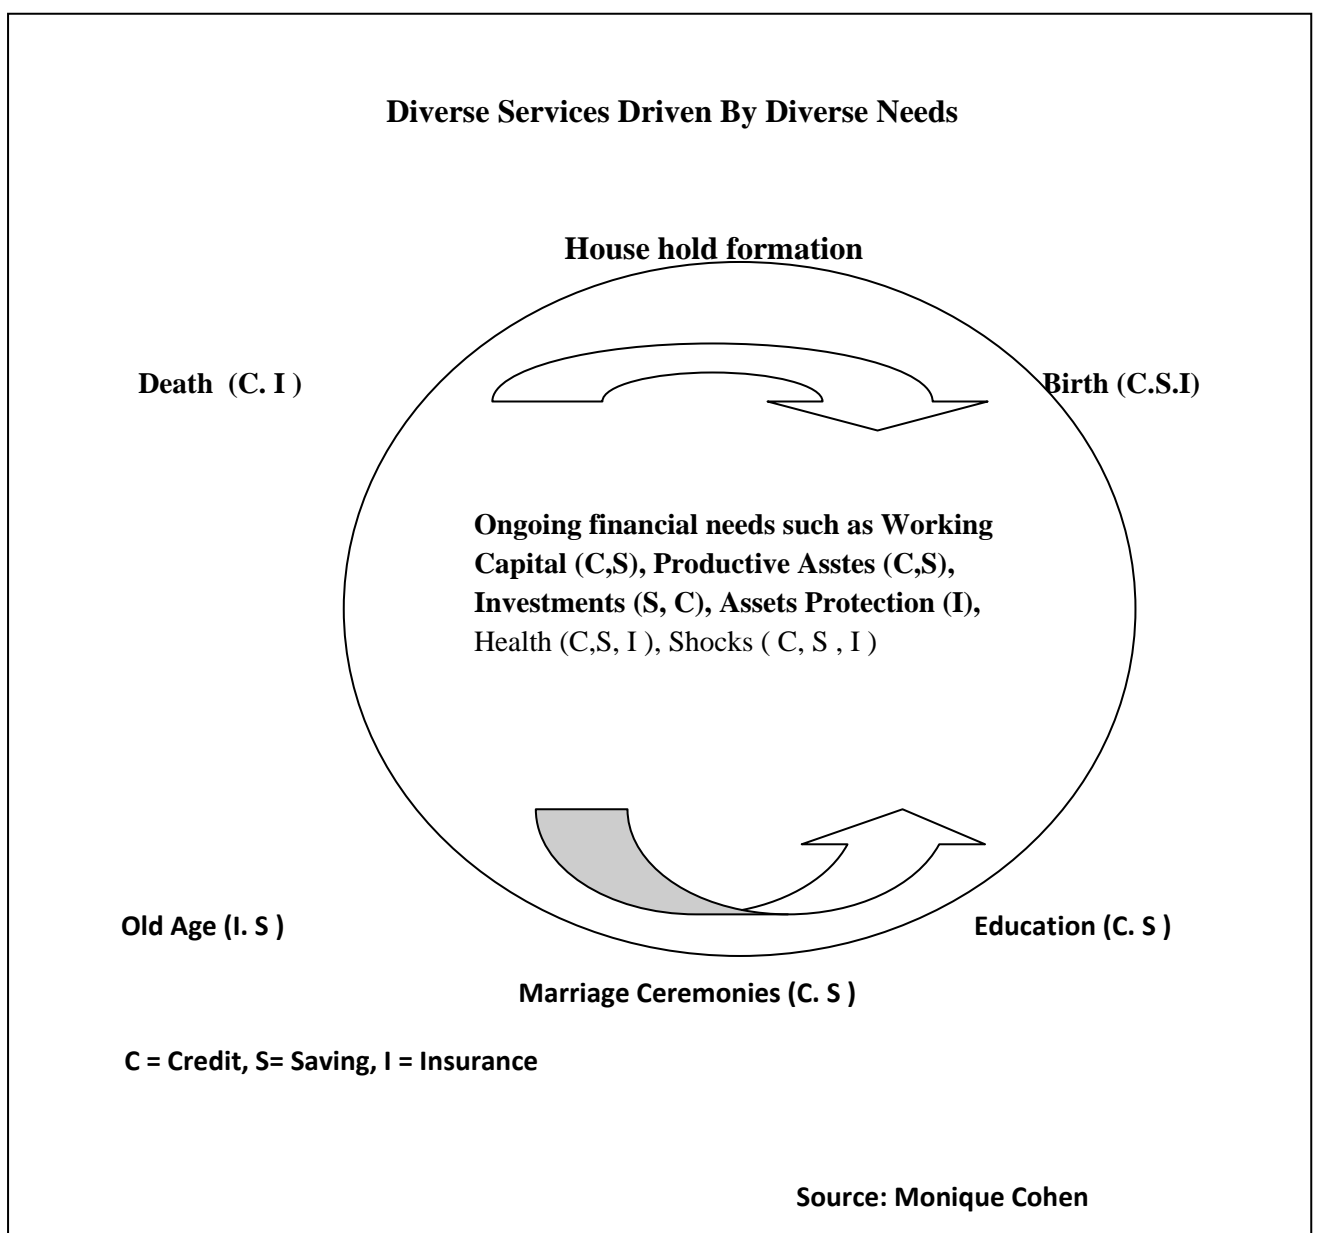 Diverse Services Driven By Diverse Needs
House hold formation
Death (C. I )
Birth (C.S.I)
Ongoing financial needs such as Working
Capital (C,S), Productive Asstes (C,S),
Investments (S, C), Assets Protection (I),
Health (C,S, I ), Shocks ( C, S , I )
Old Age (I. S )
Education (C. S )
Marriage Ceremonies (C. S )
C = Credit, S= Saving, I = Insurance
Source: Monique Cohen